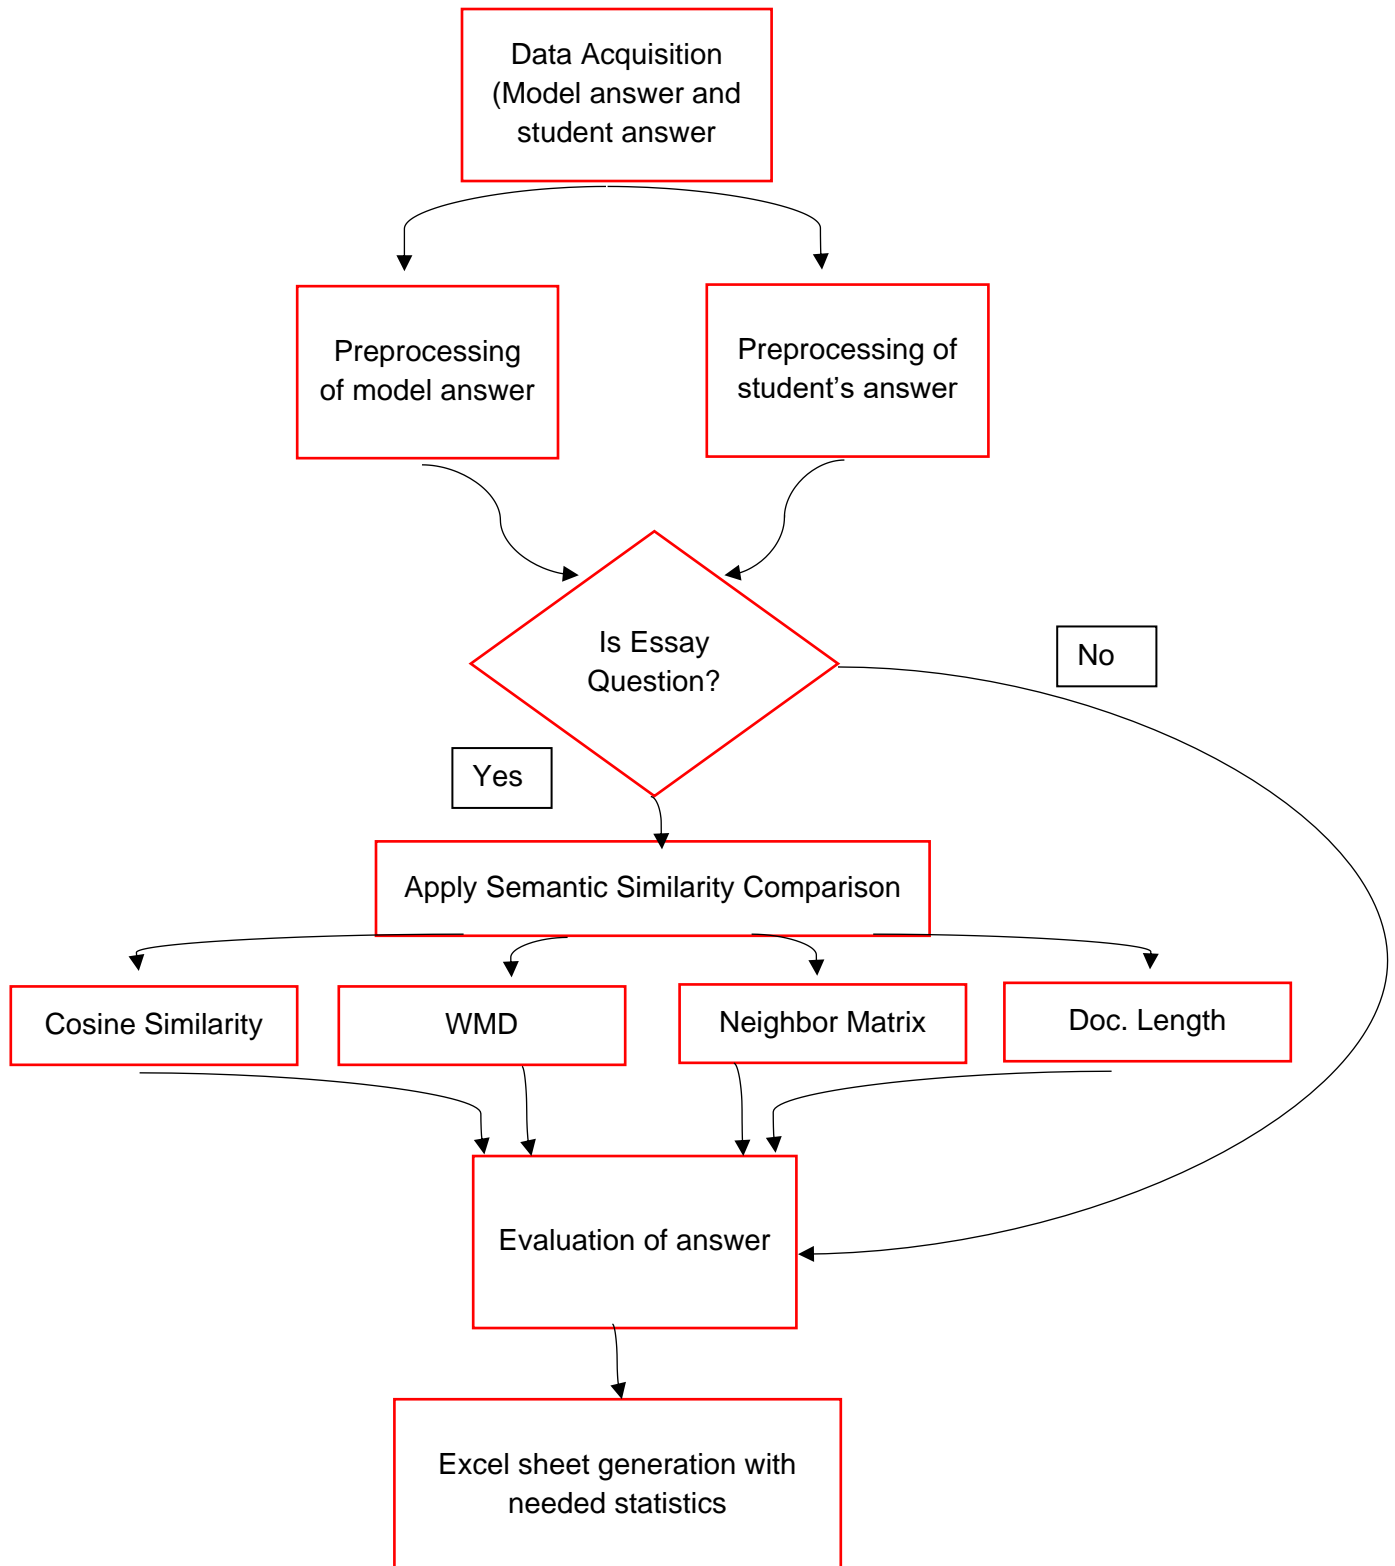 Data Acquisition
(Model answer and
student answer
Preprocessing
of model answer
Preprocessing of
student’s answer
Is Essay
Question?
No
Yes
Apply Semantic Similarity Comparison
Cosine Similarity
WMD
Neighbor Matrix
Doc. Length
Evaluation of answer
Excel sheet generation with
needed statistics